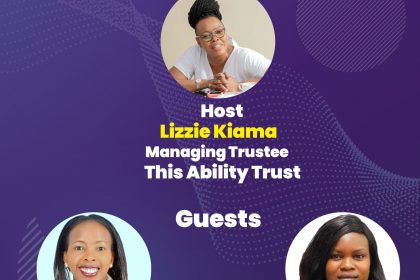 Host
Lizzie Kiama
Managing Trustee
This Ability Trust
Guests